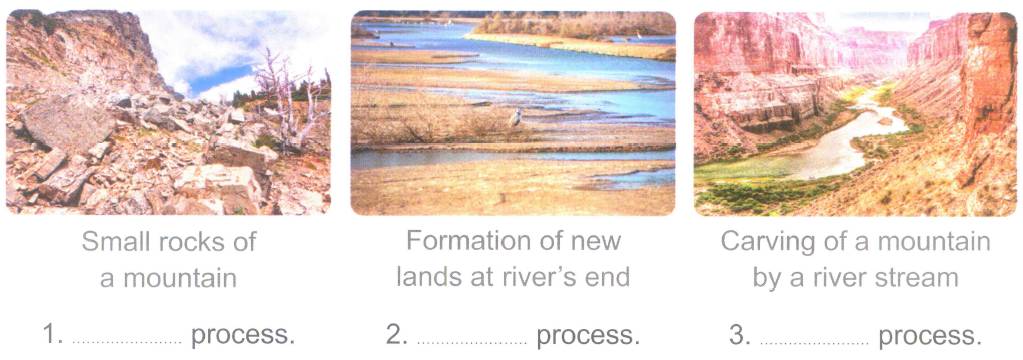 Small rocks of
a mountain
1. .................... process.
Formation of new
lands at river's end
2. .................... process.
Carving of a mountain
by a river stream
3. .................... process.